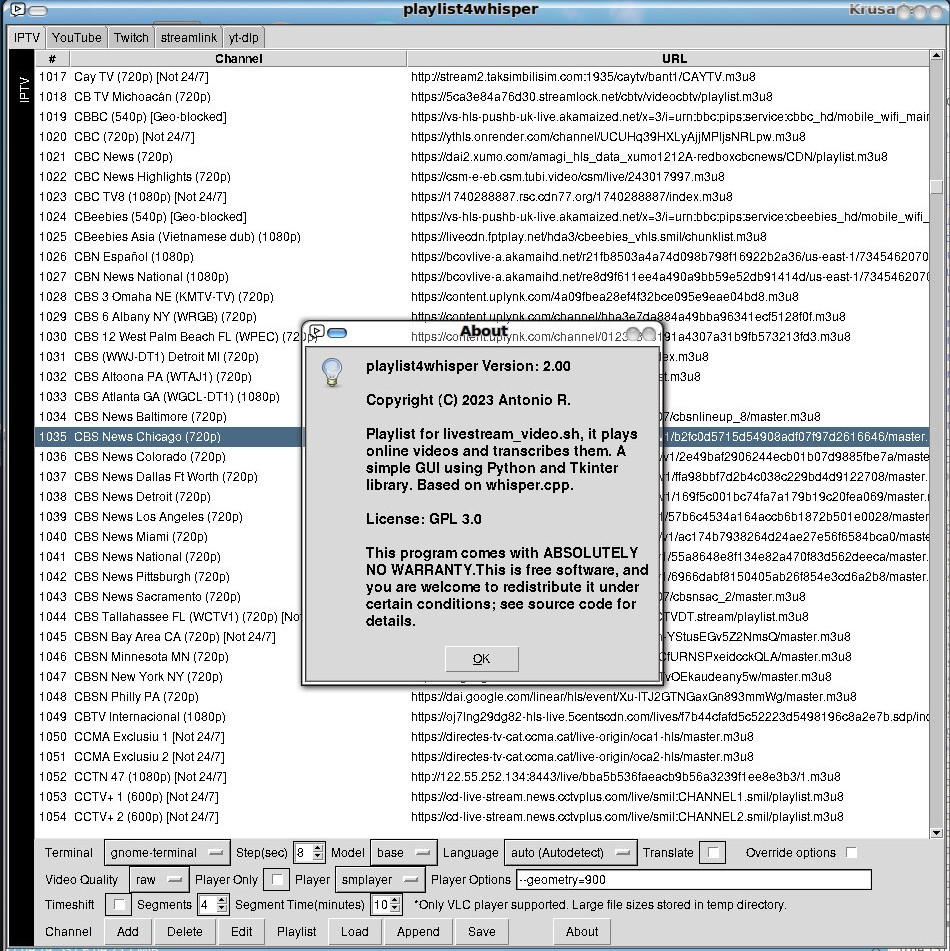 playlist4whisper
Krusa
IPTV YouTube Twitch streamlink yt-dlp
IPTV
# Channel URL
1017 Cay TV (720p) [Not 24/7] http://stream2.taksimbilisim.com:1935/caytv/bant1/CAYTV.m3u8
1018 CB TV Michoacán (720p) https://5ca3e84a76d30.streamlock.net/cbtv/videocbtv/playlist.m3u8
1019 CBBC (540p) [Geo-blocked] https://vs-hls-pushb-uk-live.akamaized.net/x=3/i=urn:bbc:pips:service:cbbc_hd/mobile_wifi_mai
1020 CBC (720p) [Not 24/7] https://ythls.onrender.com/channel/UCUHq39HXLyAjjMPIjsNRLpw.m3u8
1021 CBC News (720p) https://dai2.xumo.com/amagi_hls_data_xumo1212A-redboxcbcnews/CDN/playlist.m3u8
1022 CBC News Highlights (720p) https://csm-e-eb.csm.tubi.video/csm/live/243017997.m3u8
1023 CBC TV8 (1080p) [Not 24/7] https://1740288887.rsc.cdn77.org/1740288887/index.m3u8
1024 CBeebies (540p) [Geo-blocked] https://vs-hls-pushb-uk-live.akamaized.net/x=3/i=urn:bbc:pips:service:cbeebies_hd/mobile_wifi_
1025 CBeebies Asia (Vietnamese dub) (1080p) https://livecdn.fptplay.net/hda3/cbeebies_vhls.smil/chunklist.m3u8
1026 CBN Español (1080p) https://bcovlive-a.akamaihd.net/r21fb8503a4a74d098b798f16922b2a36/us-east-1/7345462070
1027 CBN News National (1080p) https://bcovlive-a.akamaihd.net/re8d9f611ee4a490a9bb59e52db91414d/us-east-1/7345462070
1028 CBS 3 Omaha NE (KMTV-TV) (720p) https://content.uplynk.com/channel/4a09fbea28ef4f32bce095e9eae04bd8.m3u8
1029 CBS 6 Albany NY (WRGB) (720p) https://content.uplynk.com/channel/hha3e7da884a49bba96341ecf5128f0f.m3u8
1030 CBS 12 West Palm Beach FL (WPEC) (720p) https://content.uplynk.com/channel/0123 1a4307a31b9fb573213fd3.m3u8
1031 CBS (WWJ-DT1) Detroit MI (720p) ex.m3u8
1032 CBS Altoona PA (WTAJ1) (720p) t.m3u8
1033 CBS Atlanta GA (WGCL-DT1) (1080p)
1034 CBS News Baltimore (720p) 07/cbsnlineup_8/master.m3u8
1035 CBS News Chicago (720p) 1/b2fc0d5715d54908adf07f97d2616646/master.
1036 CBS News Colorado (720p) v1/2e49baf2906244ecb01b07d9885fbe7a/maste
1037 CBS News Dallas Ft Worth (720p) /ffa98bbf7d2b4c038c229bd4d9122708/master.
1038 CBS News Detroit (720p) v1/169f5c001bc74fa7a179b19c20fea069/master
1039 CBS News Los Angeles (720p) 1/57b6c4534a164accb6b1872b501e0028/master
1040 CBS News Miami (720p) v1/ac174b7938264d24ae27e56f6584bca0/maste
1041 CBS News National (720p) 1/55a8648e8f134e82a470f83d562deeca/master.
1042 CBS News Pittsburgh (720p) /6966dabf8150405ab26f854e3cd6a2b8/master.
1043 CBS News Sacramento (720p) /cbsnsac_2/master.m3u8
1044 CBS Tallahassee FL (WCTV1) (720p) [No TVDT.stream/playlist.m3u8
1045 CBSN Bay Area CA (720p) [Not 24/7] n-YStusEGv5Z2NmsQ/master.m3u8
1046 CBSN Minnesota MN (720p) CfURNSPxeidcckQLA/master.m3u8
1047 CBSN New York NY (720p) vOEkaudeany5w/master.m3u8
1048 CBSN Philly PA (720p) https://dai.google.com/linear/hls/event/Xu-ITJ2GTNGaxGn893mmWg/master.m3u8
1049 CBTV Internacional (1080p) https://oj7lng29dg82-hls-live.5centscdn.com/lives/f7b44cfafd5c52223d5498196c8a2e7b.sdp/ind
1050 CCMA Exclusiu 1 [Not 24/7] https://directes-tv-cat.ccma.cat/live-origin/oca1-hls/master.m3u8
1051 CCMA Exclusiu 2 [Not 24/7] https://directes-tv-cat.ccma.cat/live-origin/oca2-hls/master.m3u8
1052 CCTN 47 (1080p) [Not 24/7] http://122.55.252.134:8443/live/bba5b536faeacb9b56a3239f1ee8e3b3/1.m3u8
1053 CCTV+ 1 (600p) [Not 24/7] https://cd-live-stream.news.cctvplus.com/live/smil:CHANNEL1.smil/playlist.m3u8
1054 CCTV+ 2 (600p) [Not 24/7] https://cd-live-stream.news.cctvplus.com/live/smil:CHANNEL2.smil/playlist.m3u8
About
playlist4whisper Version: 2.00
Copyright (C) 2023 Antonio R.
Playlist for livestream_video.sh, it plays
online videos and transcribes them. A
simple GUI using Python and Tkinter
library. Based on whisper.cpp.
License: GPL 3.0
This program comes with ABSOLUTELY
NO WARRANTY.This is free software, and
you are welcome to redistribute it under
certain conditions; see source code for
details.
OK
Terminal gnome-terminal Step(sec) 8 Model base Language auto (Autodetect) Translate Override options
Video Quality raw Player Only Player smplayer Player Options --geometry=900
Timeshift Segments 4 Segment Time(minutes) 10 *Only VLC player supported. Large file sizes stored in temp directory.
Channel Add Delete Edit Playlist Load Append Save About